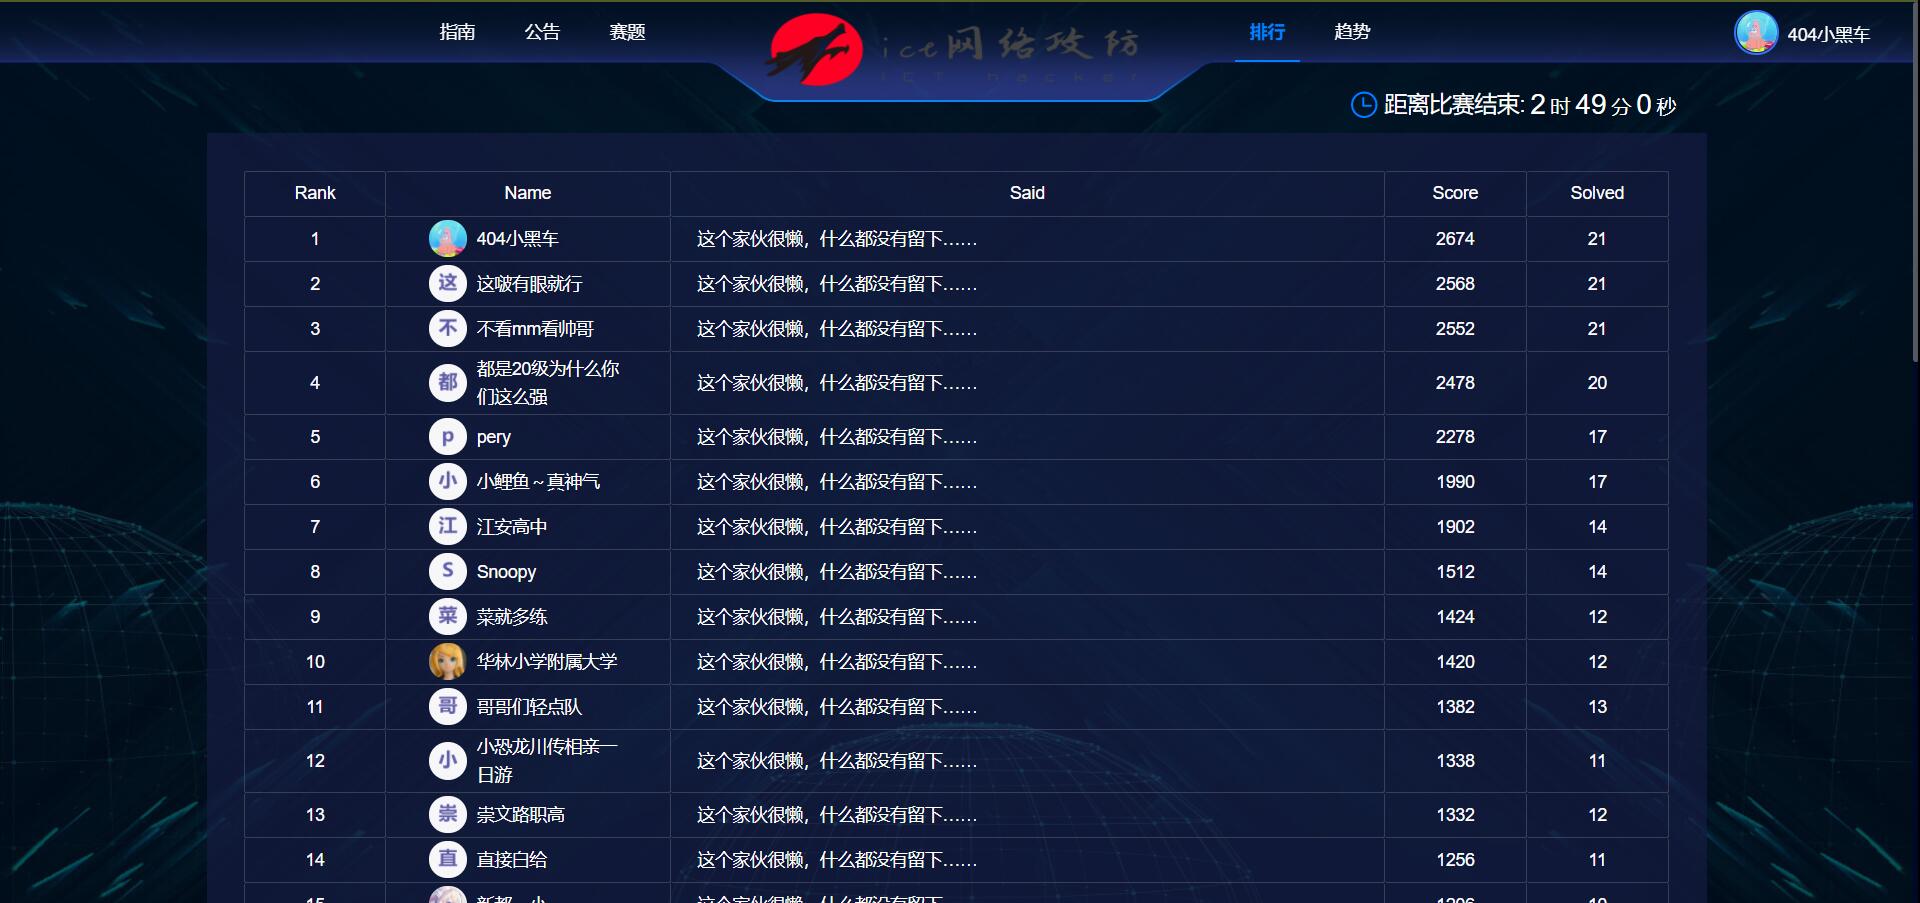 指南 公告 赛题 ict网络攻防 排行 趋势 404小黑车
ICT hacker
距离比赛结束: 2 时 49 分 0 秒
Rank Name Said Score Solved
1 404小黑车 这个家伙很懒，什么都没有留下…… 2674 21
2 这 这啵有眼就行 这个家伙很懒，什么都没有留下…… 2568 21
3 不 不看mm看帅哥 这个家伙很懒，什么都没有留下…… 2552 21
4 都 都是20级为什么你
们这么强 这个家伙很懒，什么都没有留下…… 2478 20
5 p pery 这个家伙很懒，什么都没有留下…… 2278 17
6 小 小鲤鱼～真神气 这个家伙很懒，什么都没有留下…… 1990 17
7 江 江安高中 这个家伙很懒，什么都没有留下…… 1902 14
8 S Snoopy 这个家伙很懒，什么都没有留下…… 1512 14
9 菜 菜就多练 这个家伙很懒，什么都没有留下…… 1424 12
10 华林小学附属大学 这个家伙很懒，什么都没有留下…… 1420 12
11 哥 哥哥们轻点队 这个家伙很懒，什么都没有留下…… 1382 13
12 小 小恐龙川传相亲一
日游 这个家伙很懒，什么都没有留下…… 1338 11
13 崇 崇文路职高 这个家伙很懒，什么都没有留下…… 1332 12
14 直 直接白给 这个家伙很懒，什么都没有留下…… 1256 11